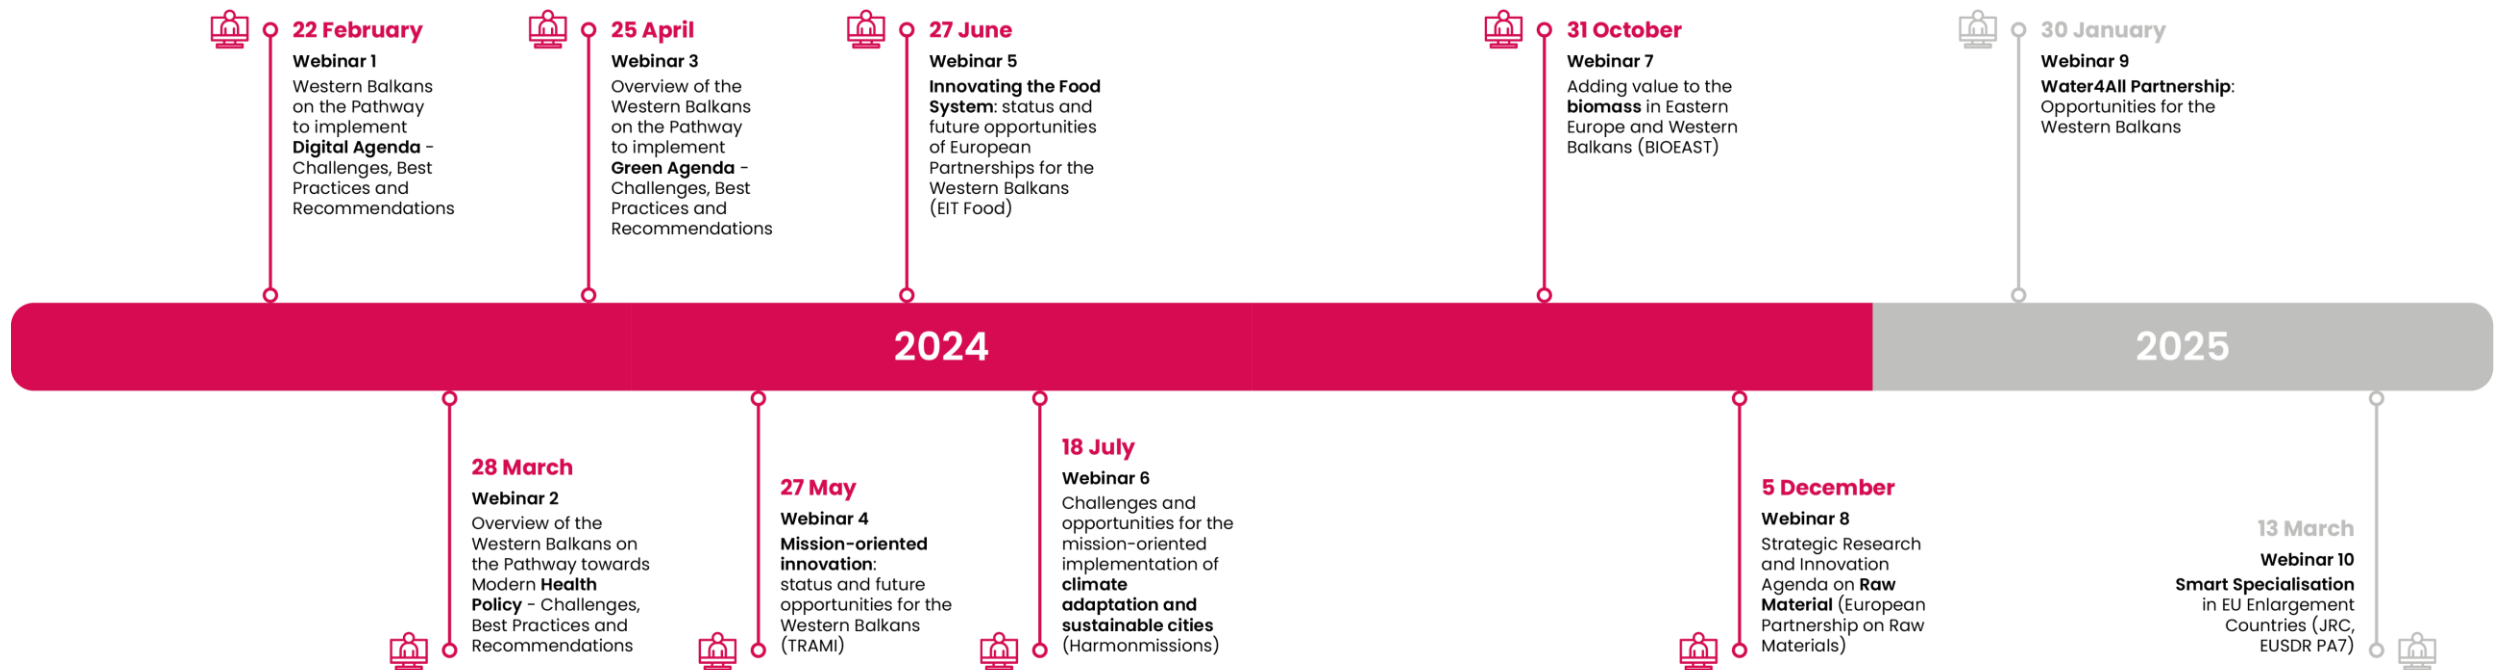 22 February
Webinar 1
Western Balkans
on the Pathway
to implement
Digital Agenda -
Challenges, Best
Practices and
Recommendations
25 April
Webinar 3
Overview of the
Western Balkans
on the Pathway
to implement
Green Agenda -
Challenges, Best
Practices and
Recommendations
27 June
Webinar 5
Innovating the Food
System: status and
future opportunities
of European
Partnerships for the
Western Balkans
(EIT Food)
31 October
Webinar 7
Adding value to the
biomass in Eastern
Europe and Western
Balkans (BIOEAST)
30 January
Webinar 9
Water4All Partnership:
Opportunities for the
Western Balkans
2024
2025
28 March
Webinar 2
Overview of the
Western Balkans on
the Pathway towards
Modern Health
Policy - Challenges,
Best Practices and
Recommendations
27 May
Webinar 4
Mission-oriented
innovation:
status and future
opportunities for the
Western Balkans
(TRAMI)
18 July
Webinar 6
Challenges and
opportunities for the
mission-oriented
implementation of
climate
adaptation and
sustainable cities
(Harmonmissions)
5 December
Webinar 8
Strategic Research
and Innovation
Agenda on Raw
Material (European
Partnership on Raw
Materials)
13 March
Webinar 10
Smart Specialisation
in EU Enlargement
Countries (JRC,
EUSDR PA7)